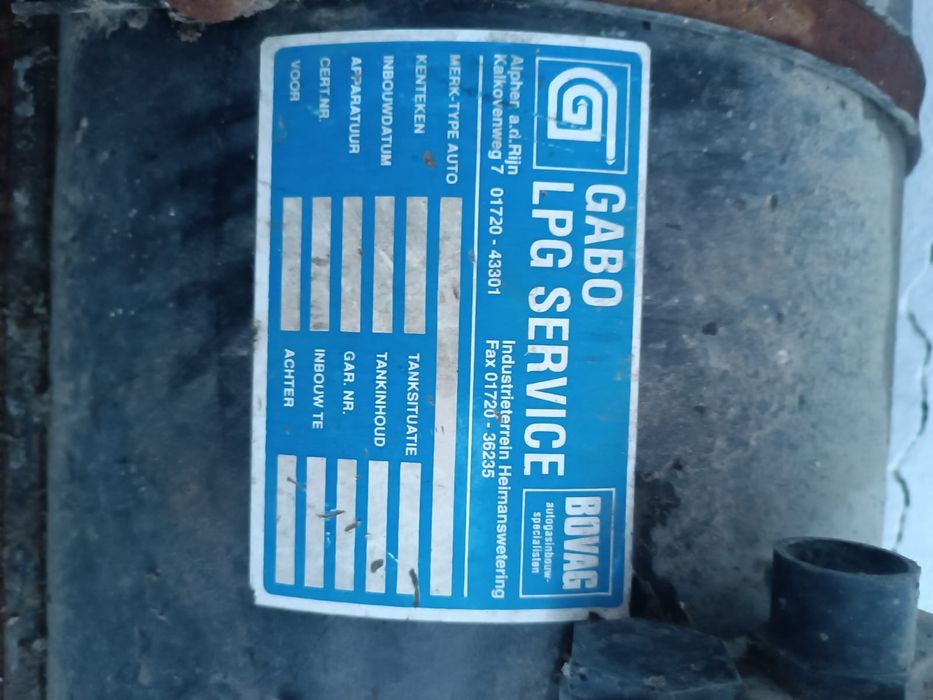 G
GABO
LPG SERVICE
BOVAG
autogasinbouw-
specialisten
Alphen a.d.Rijn
Kalkovenweg 7 01720 - 43301
Industrieterrein Heimanswetering
Fax 01720 - 36235
MERK-TYPE AUTO
KENTEKEN
TANKSITUATIE
INBOUWDATUM
TANKINHOUD
APPARATUUR
GAR. NR.
CERT.NR.
INBOUW TE
VOOR
ACHTER